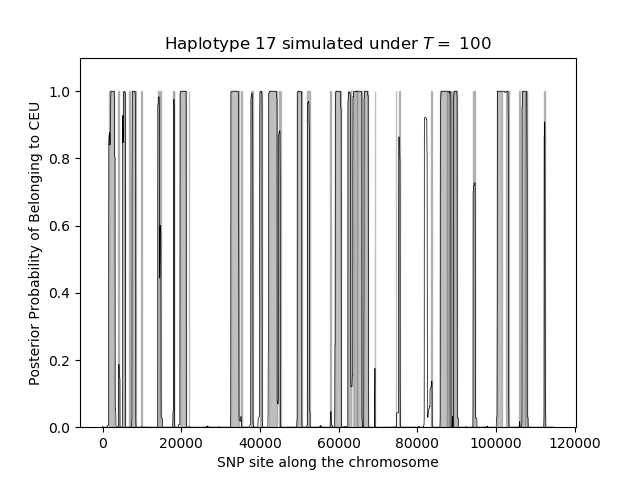 Haplotype 17 simulated under T = 100
Posterior Probability of Belonging to CEU
1.0
0.8
0.6
0.4
0.2
0.0
0 20000 40000 60000 80000 100000 120000
SNP site along the chromosome